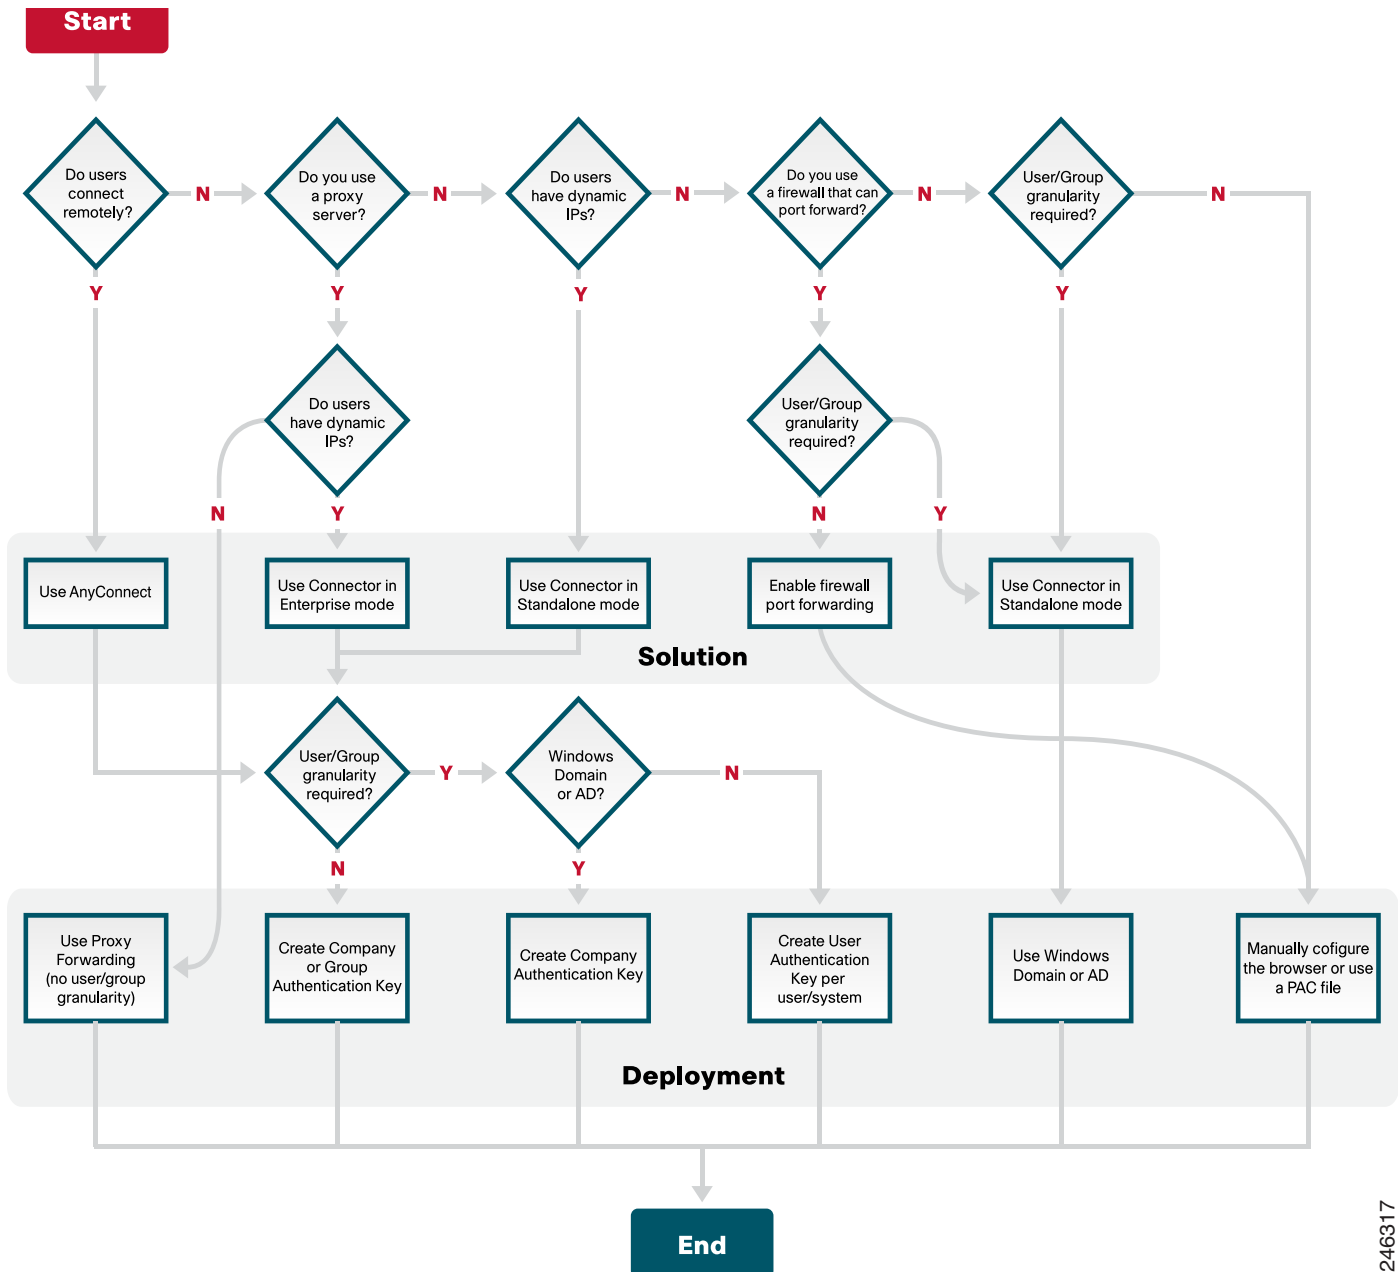 Start
Do users
connect
remotely?
N
Do you use
a proxy
server?
N
Do users
have dynamic
IPs?
N
Do you use
a firewall that can
port forward?
N
User/Group
granularity
required?
N
Y
Y
Y
Y
Y
Do users
have dynamic
IPs?
User/Group
granularity
required?
N
Y
N
Y
Use AnyConnect
Use Connector in
Enterprise mode
Use Connector in
Standalone mode
Enable firewall
port forwarding
Use Connector in
Standalone mode
Solution
User/Group
granularity
required?
Y
Windows
Domain
or AD?
N
N
Y
Use Proxy
Forwarding
(no user/group
granularity)
Create Company
or Group
Authentication Key
Create Company
Authentication Key
Create User
Authentication
Key per
user/system
Use Windows
Domain or AD
Manually cofigure
the browser or use
a PAC file
Deployment
End
246317